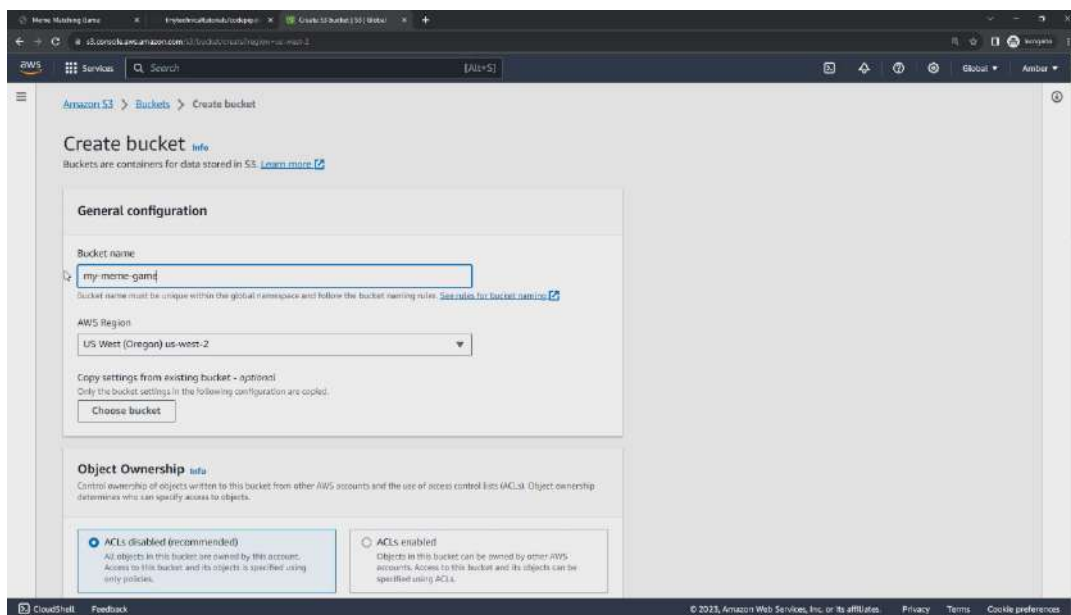 Meme Matching Game
Create S3 bucket | S3 | Global
s3.console.aws.amazon.com/s3/bucket/create?region=us-west-2
aws
Services
Search
[Alt+S]
Global
Amber
Amazon S3 > Buckets > Create bucket
Create bucket Info
Buckets are containers for data stored in S3. Learn more
General configuration
Bucket name
my-meme-game
Bucket name must be unique within the global namespace and follow the bucket naming rules. See rules for bucket naming
AWS Region
US West (Oregon) us-west-2
Copy settings from existing bucket - optional
Only the bucket settings in the following configuration are copied.
Choose bucket
Object Ownership Info
Control ownership of objects written to this bucket from other AWS accounts and the use of access control lists (ACLs). Object ownership
determines who can specify access to objects.
ACLs disabled (recommended)
All objects in this bucket are owned by this account.
Access to this bucket and its objects is specified using
only policies.
ACLs enabled
Objects in this bucket can be owned by other AWS
accounts. Access to this bucket and its objects can be
specified using ACLs.
CloudShell
Feedback
© 2023, Amazon Web Services, Inc. or its affiliates.
Privacy
Terms
Cookie preferences